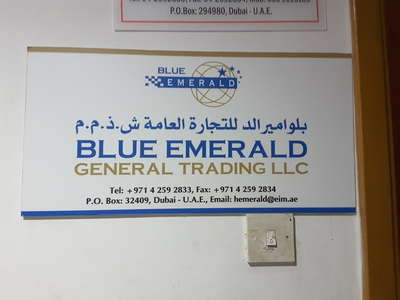 P.O.Box: 294980, Dubai - U.A.E.
BLUE
EMERALD
بلواميرالد للتجارة العامة ش.ذ.م.م
BLUE EMERALD
GENERAL TRADING LLC
Tel: +971 4 259 2833, Fax: +971 4 259 2834
P.O. Box: 32409, Dubai - U.A.E., Email: hemerald@eim.ae